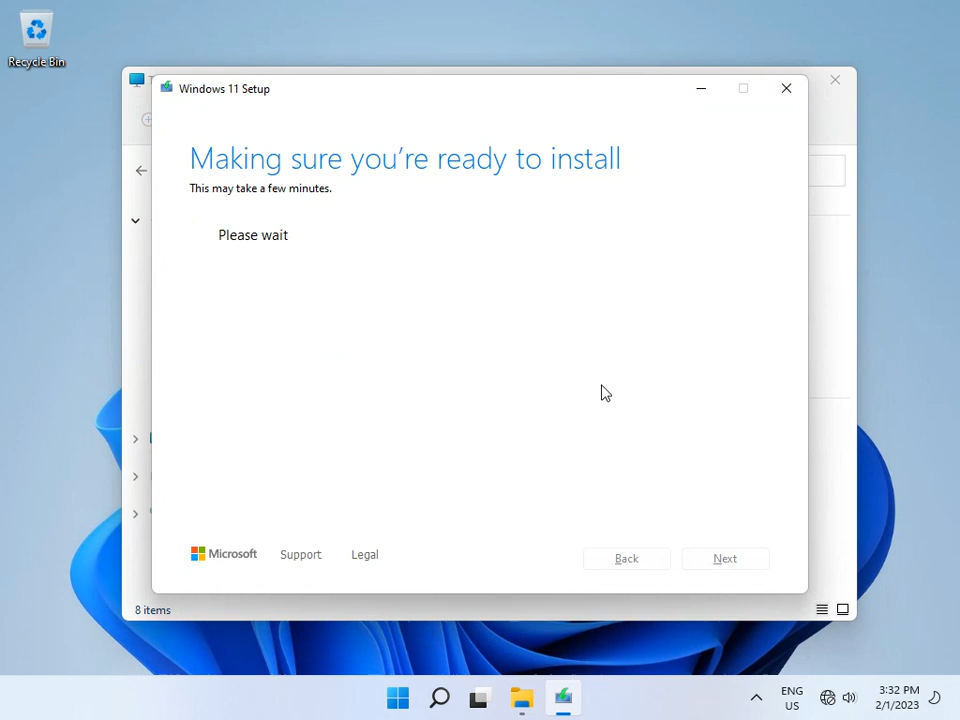 Recycle Bin
Windows 11 Setup
Making sure you're ready to install
This may take a few minutes.
Please wait
Microsoft
Support
Legal
Back
Next
8 items
ENG
US
3:32 PM
2/1/2023